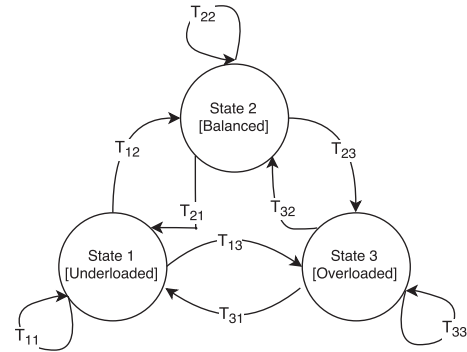 T22
State 2
[Balanced]
T12
T23
T21
T32
T13
State 1
[Underloaded]
State 3
[Overloaded]
T31
T11
T33